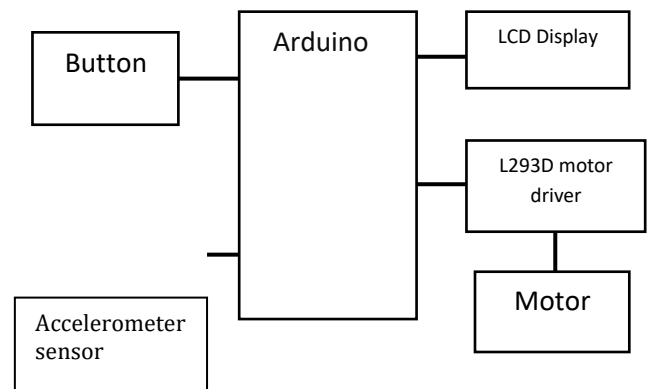 Button
Arduino
LCD Display
L293D motor
driver
Motor
Accelerometer
sensor